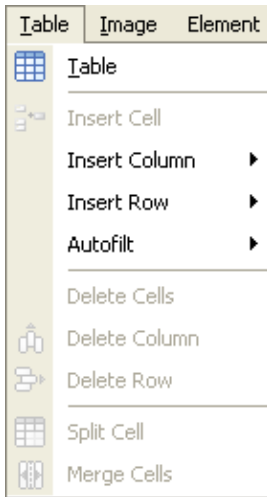 Table Image Element
Table
Insert Cell
Insert Column
Insert Row
Autofilt
Delete Cells
Delete Column
Delete Row
Split Cell
Merge Cells